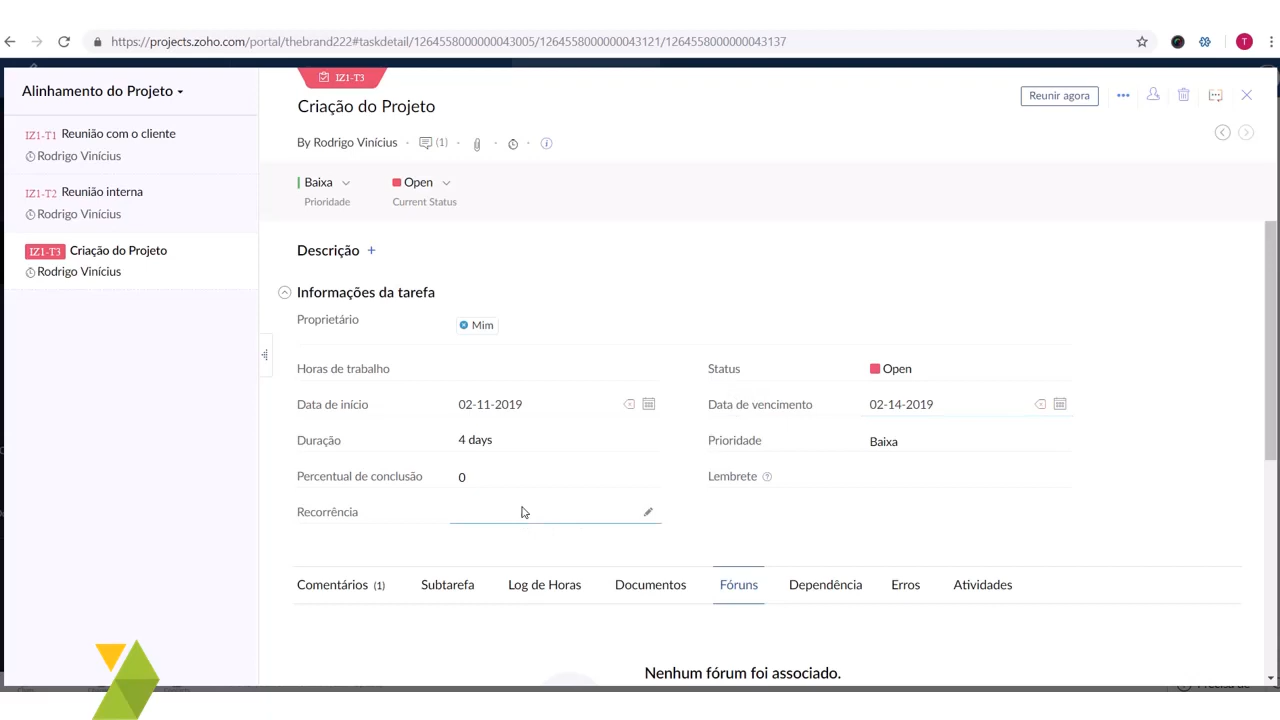 https://projects.zoho.com/portal/thebrand222#taskdetail/1264558000000043005/1264558000000043121/1264558000000043137
T
Alinhamento do Projeto
IZ1-T1 Reunião com o cliente
Rodrigo Vinícius
IZ1-T2 Reunião interna
Rodrigo Vinícius
IZ1-T3 Criação do Projeto
Rodrigo Vinícius
IZ1-T3
Criação do Projeto
Reunir agora
By Rodrigo Vinícius · (1)
Baixa
Prioridade
Open
Current Status
Descrição +
Informações da tarefa
Proprietário Mim
Horas de trabalho
Status Open
Data de início 02-11-2019
Data de vencimento 02-14-2019
Duração 4 days
Prioridade Baixa
Percentual de conclusão 0
Lembrete ?
Recorrência
Comentários (1) Subtarefa Log de Horas Documentos Fóruns Dependência Erros Atividades
Nenhum fórum foi associado.